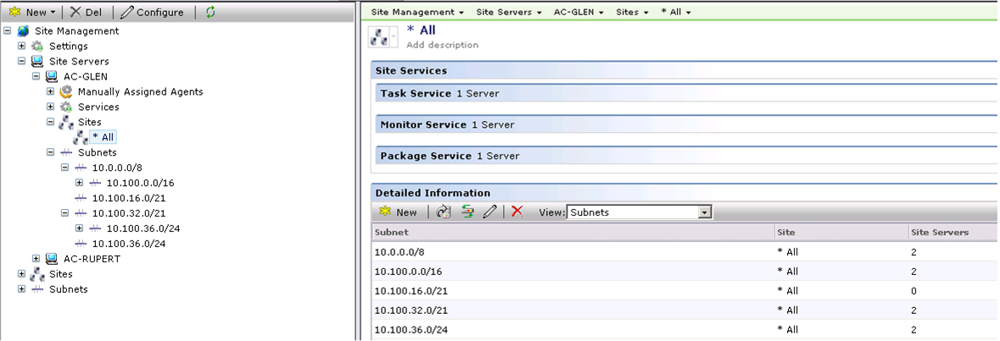 New Del Configure
Site Management
Settings
Site Servers
AC-GLEN
Manually Assigned Agents
Services
Sites
* All
Subnets
10.0.0.0/8
10.100.0.0/16
10.100.16.0/21
10.100.32.0/21
10.100.36.0/24
10.100.36.0/24
AC-RUPERT
Sites
Subnets
Site Management Site Servers AC-GLEN Sites * All
* All
Add description
Site Services
Task Service 1 Server
Monitor Service 1 Server
Package Service 1 Server
Detailed Information
New View: Subnets
Subnet Site Site Servers
10.0.0.0/8 * All 2
10.100.0.0/16 * All 2
10.100.16.0/21 * All 0
10.100.32.0/21 * All 2
10.100.36.0/24 * All 2